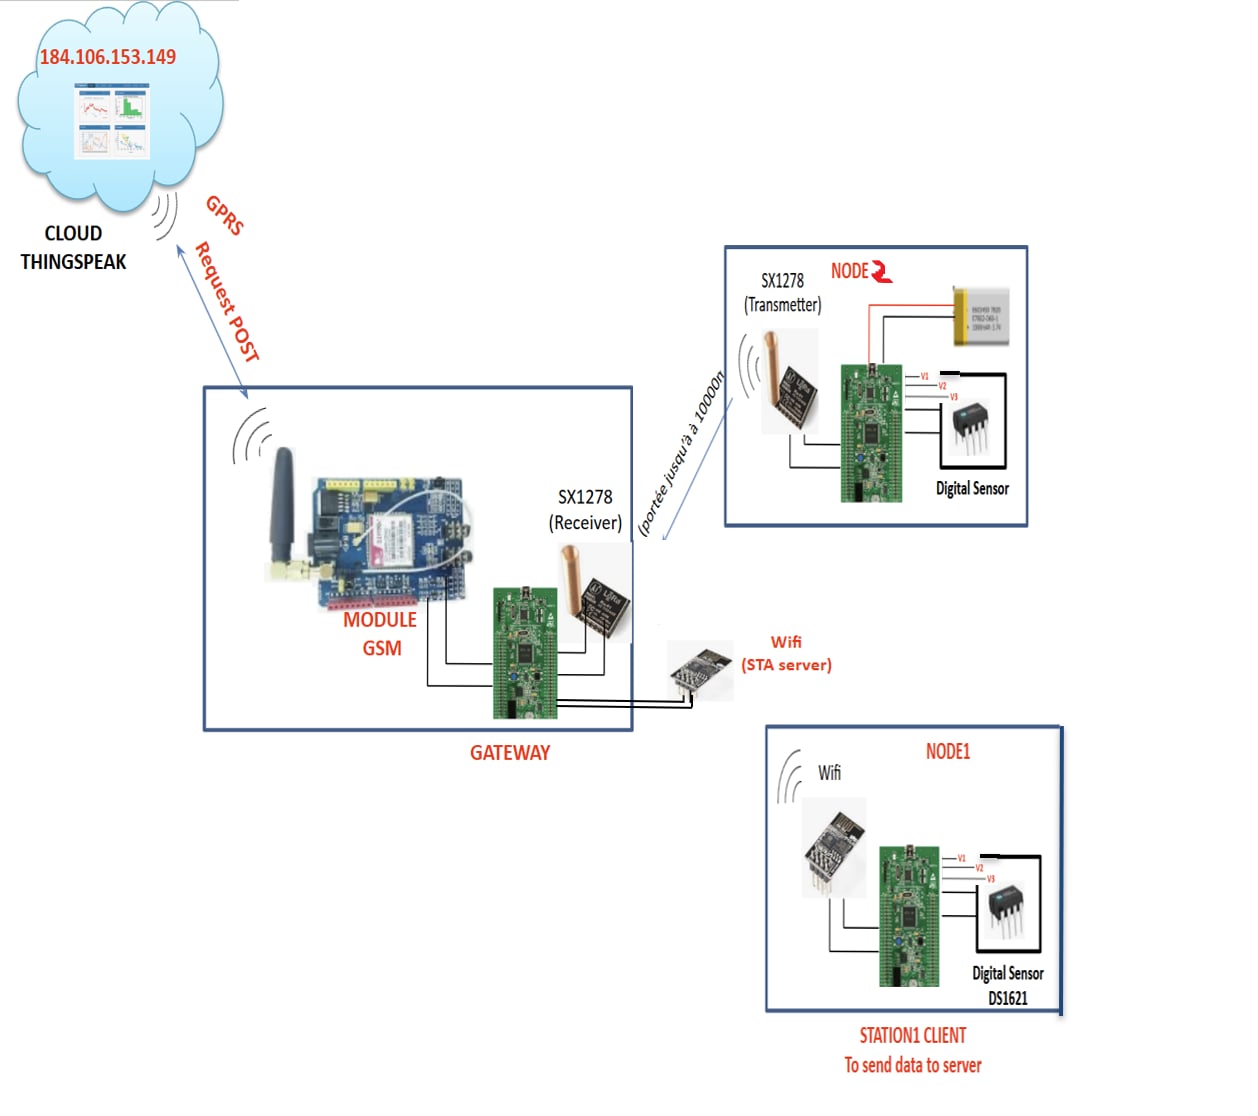 184.106.153.149
CLOUD
THINGSPEAK
GPRS
Request POST
NODE 2
SX1278
(Transmetter)
V1
V2
V3
Digital Sensor
(portée jusqu'à à 10000m
SX1278
(Receiver)
MODULE
GSM
GATEWAY
Wifi
(STA server)
NODE1
Wifi
V1
V2
V3
Digital Sensor
DS1621
STATION1 CLIENT
To send data to server